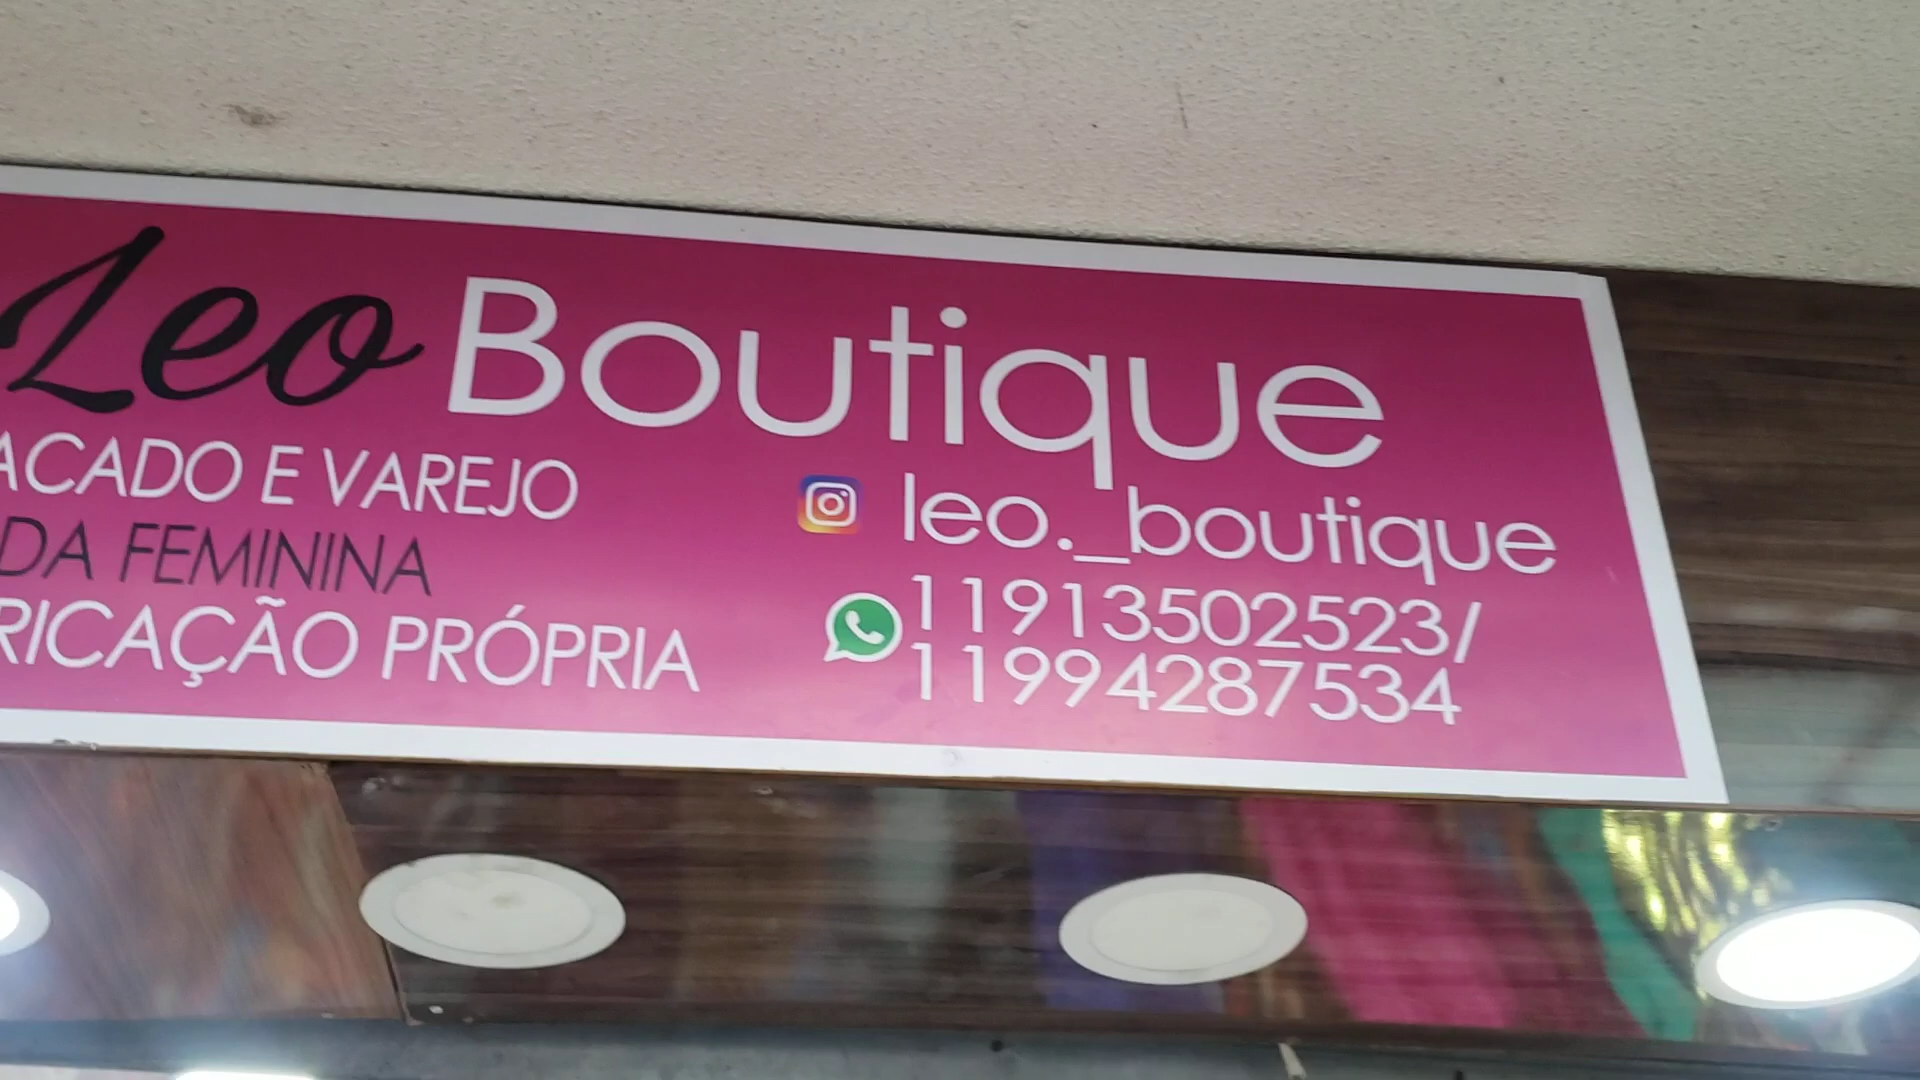 Leo Boutique
ACADO E VAREJO
DA FEMININA
RICAÇÃO PRÓPRIA
leo._boutique
11913502523/
11994287534